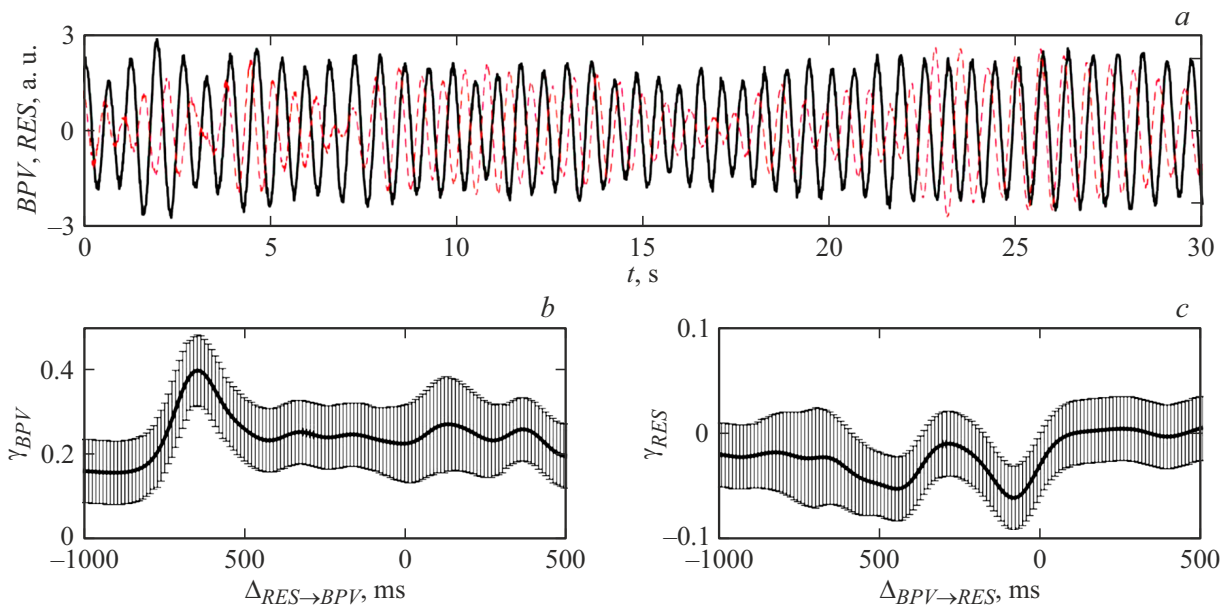 a
3
0
–3
BPV, RES, a. u.
0 5 10 15 20 25 30
t, s
b
0.4
0.2
0
γBPV
–1000 500 0 500
ΔRES→BPV, ms
c
0.1
0
–0.1
γRES
–1000 500 0 500
ΔBPV→RES, ms